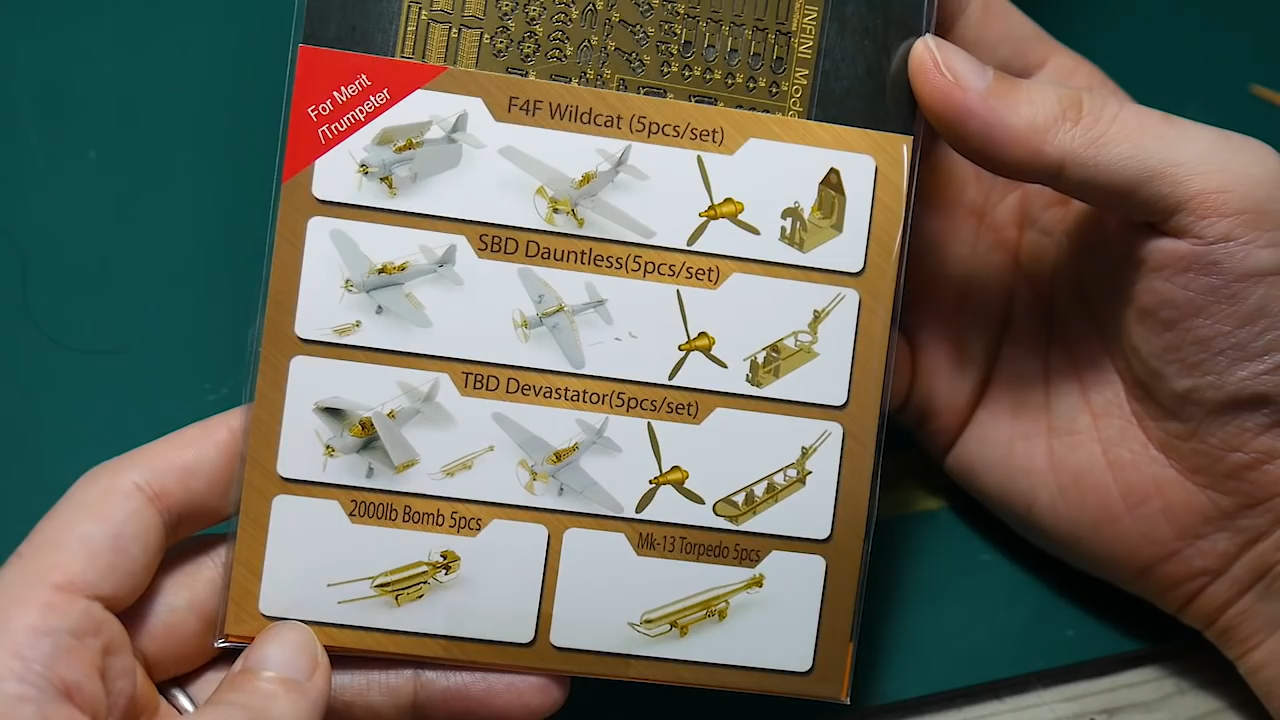 INFINI Mode
For Merit
/Trumpeter
F4F Wildcat (5pcs/set)
SBD Dauntless(5pcs/set)
TBD Devastator(5pcs/set)
2000lb Bomb 5pcs
Mk-13 Torpedo 5pcs